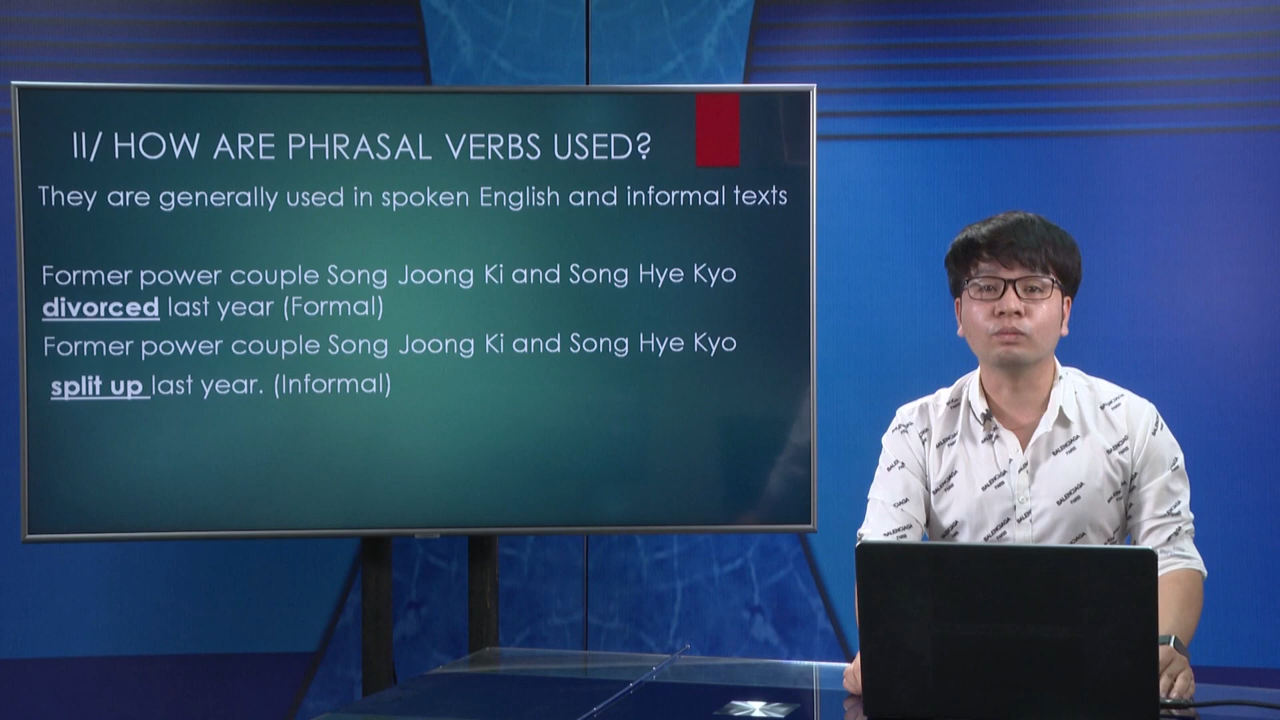 II/ HOW ARE PHRASAL VERBS USED?
They are generally used in spoken English and informal texts
Former power couple Song Joong Ki and Song Hye Kyo
divorced last year (Formal)
Former power couple Song Joong Ki and Song Hye Kyo
split up last year. (Informal)
BALENCIAGA
PARIS